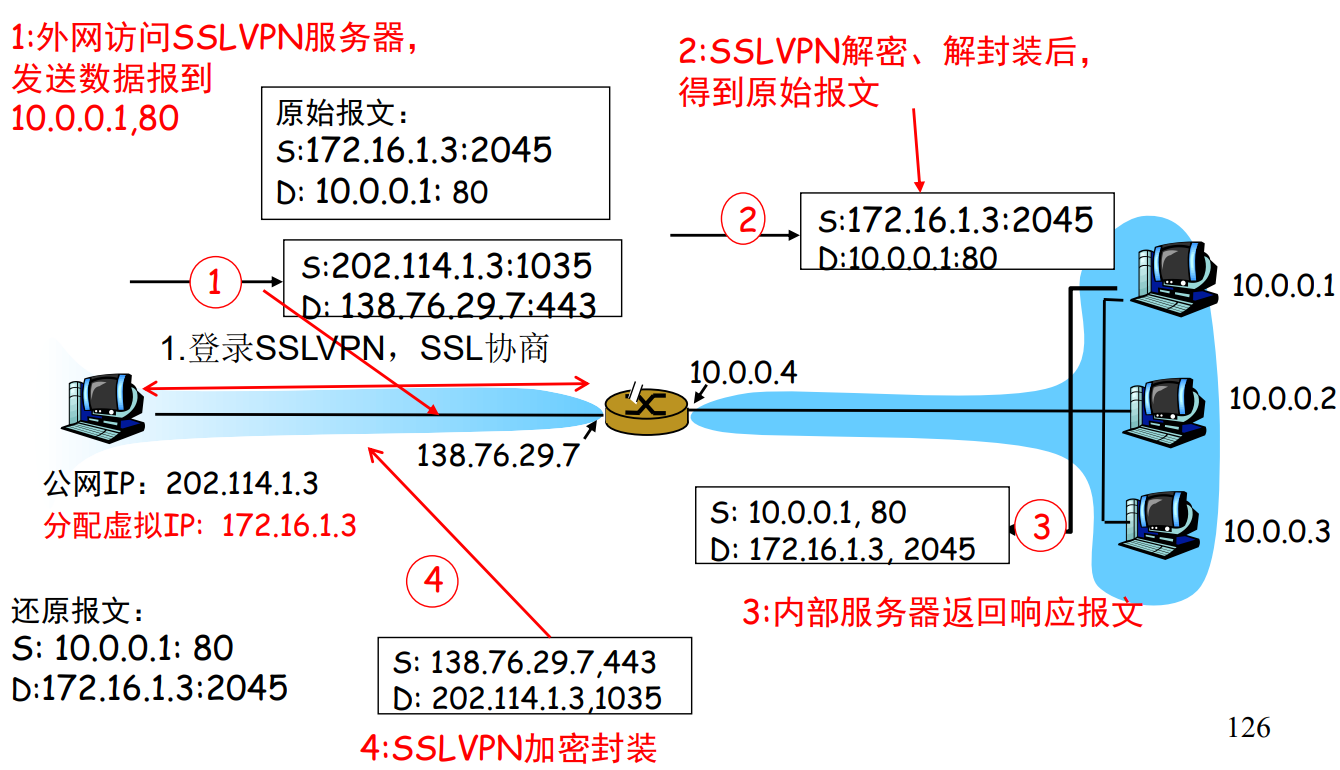 1:外网访问SSLVPN服务器，
发送数据报到
10.0.0.1,80
原始报文：
S:172.16.1.3:2045
D: 10.0.0.1: 80
2:SSLVPN解密、解封装后，
得到原始报文
2
S:172.16.1.3:2045
D:10.0.0.1:80
1
S:202.114.1.3:1035
D: 138.76.29.7:443
1.登录SSLVPN，SSL协商
10.0.0.1
10.0.0.4
10.0.0.2
138.76.29.7
公网IP：202.114.1.3
分配虚拟IP: 172.16.1.3
S: 10.0.0.1, 80
D: 172.16.1.3, 2045
3
10.0.0.3
4
3:内部服务器返回响应报文
还原报文：
S: 10.0.0.1: 80
D:172.16.1.3:2045
S: 138.76.29.7,443
D: 202.114.1.3,1035
4:SSLVPN加密封装
126